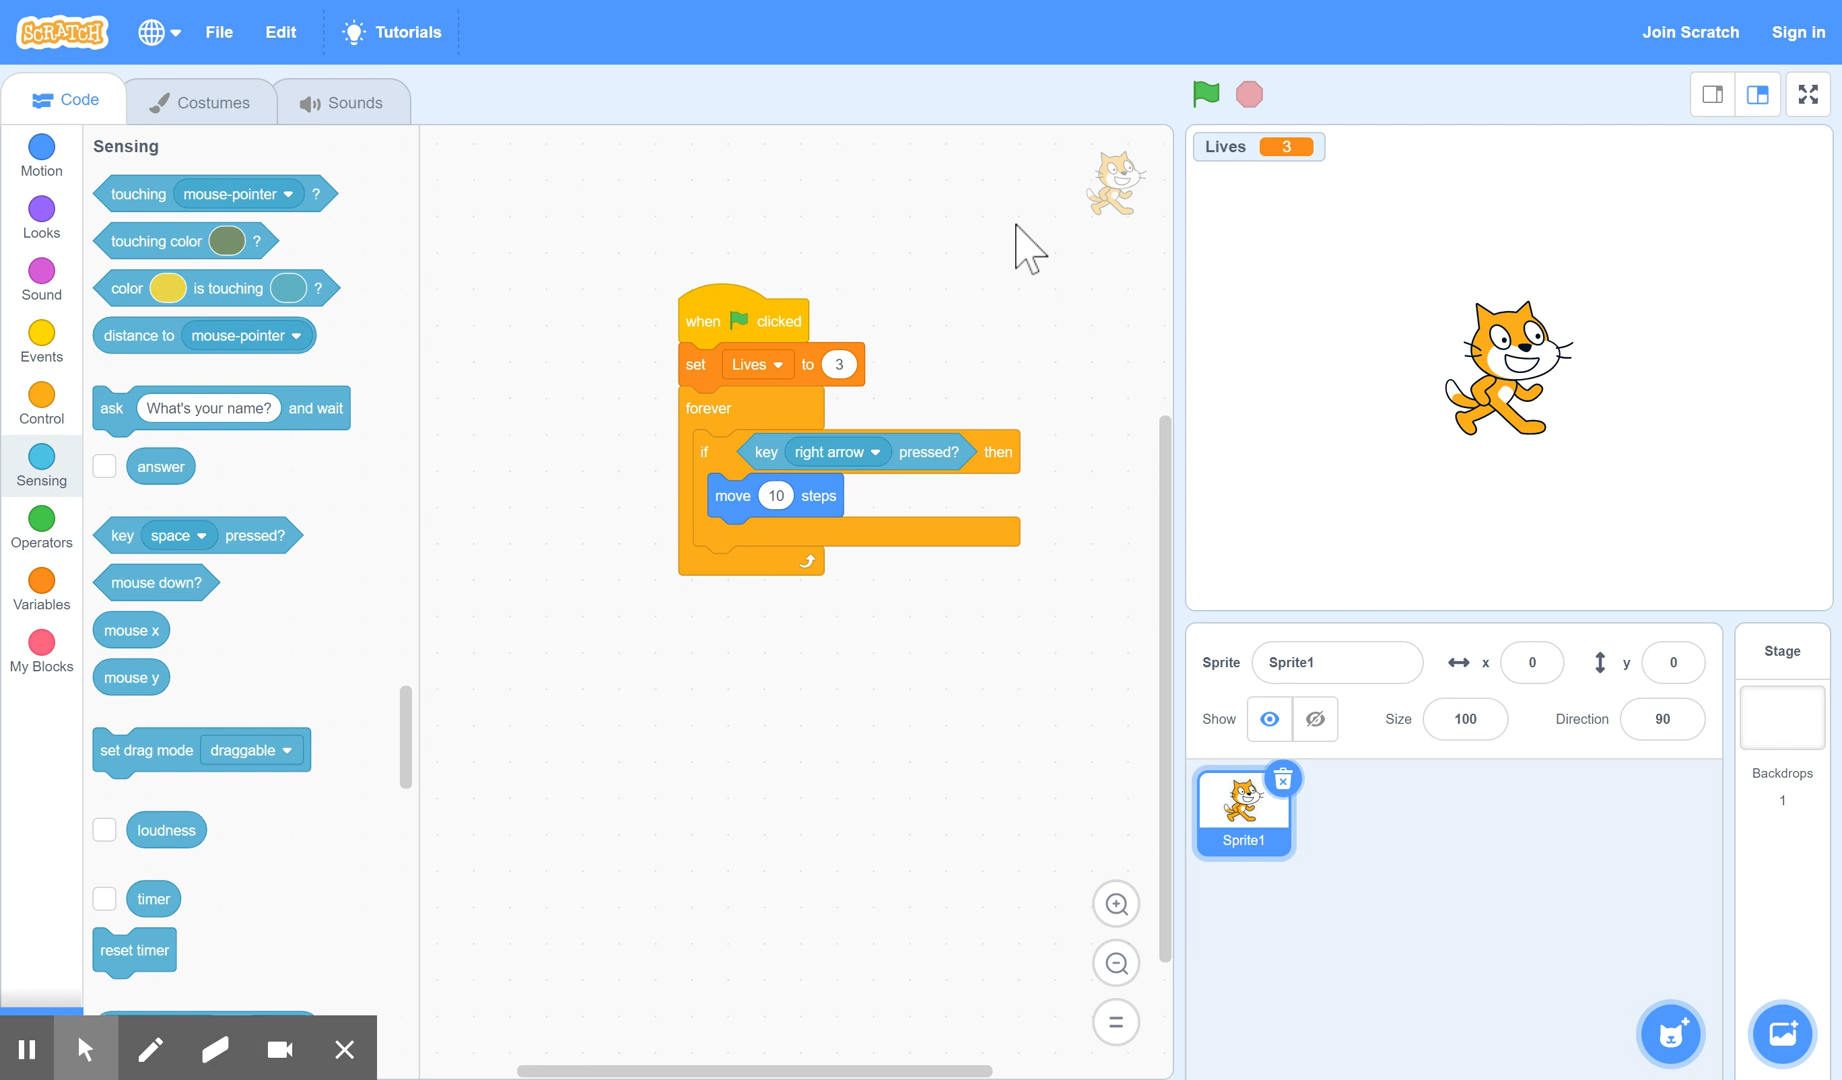 SCRATCH File Edit Tutorials Join Scratch Sign in
Code Costumes Sounds
Motion
Looks
Sound
Events
Control
Sensing
Operators
Variables
My Blocks
Sensing
touching mouse-pointer ?
touching color ?
color is touching ?
distance to mouse-pointer
ask What's your name? and wait
answer
key space pressed?
mouse down?
mouse x
mouse y
set drag mode draggable
loudness
timer
reset timer
when clicked
set Lives to 3
forever
if key right arrow pressed? then
move 10 steps
Lives 3
Sprite Sprite1 x 0 y 0
Show Size 100 Direction 90
Sprite1
Stage
Backdrops
1